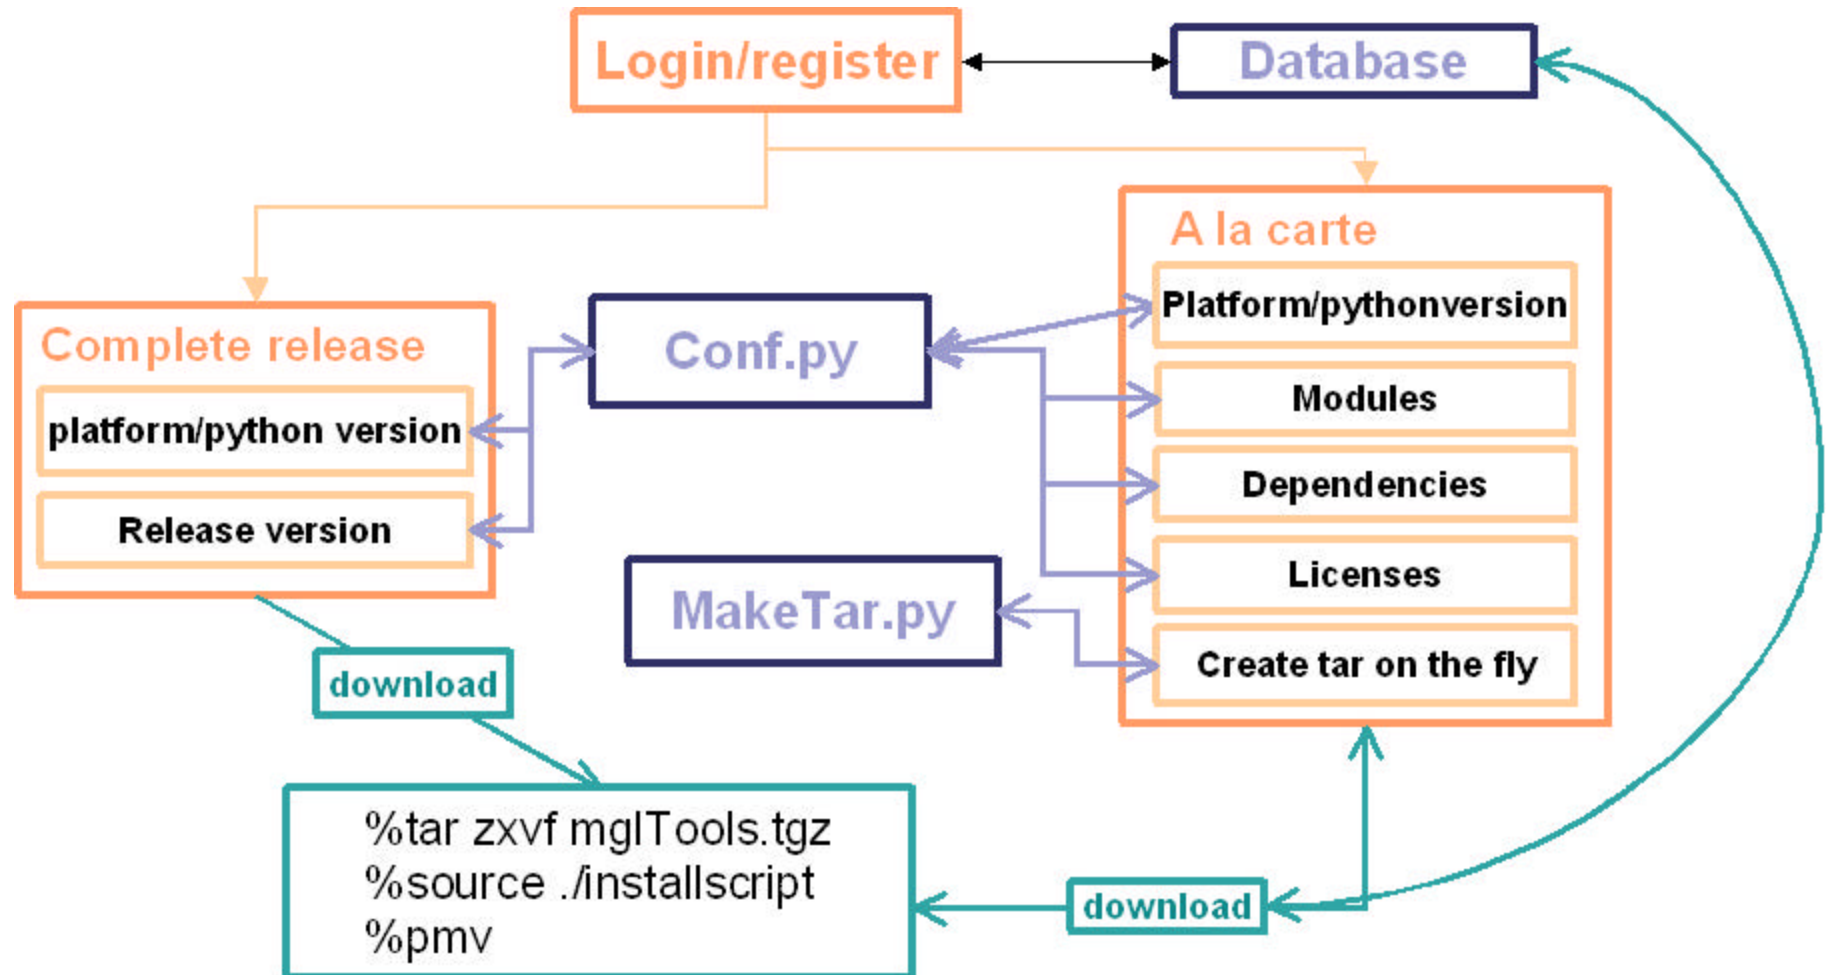 Login/register
Database
A la carte
Platform/pythonversion
Modules
Dependencies
Licenses
Create tar on the fly
Complete release
platform/python version
Release version
Conf.py
MakeTar.py
download
%tar zxvf mglTools.tgz
%source ./installscript
%pmv
download